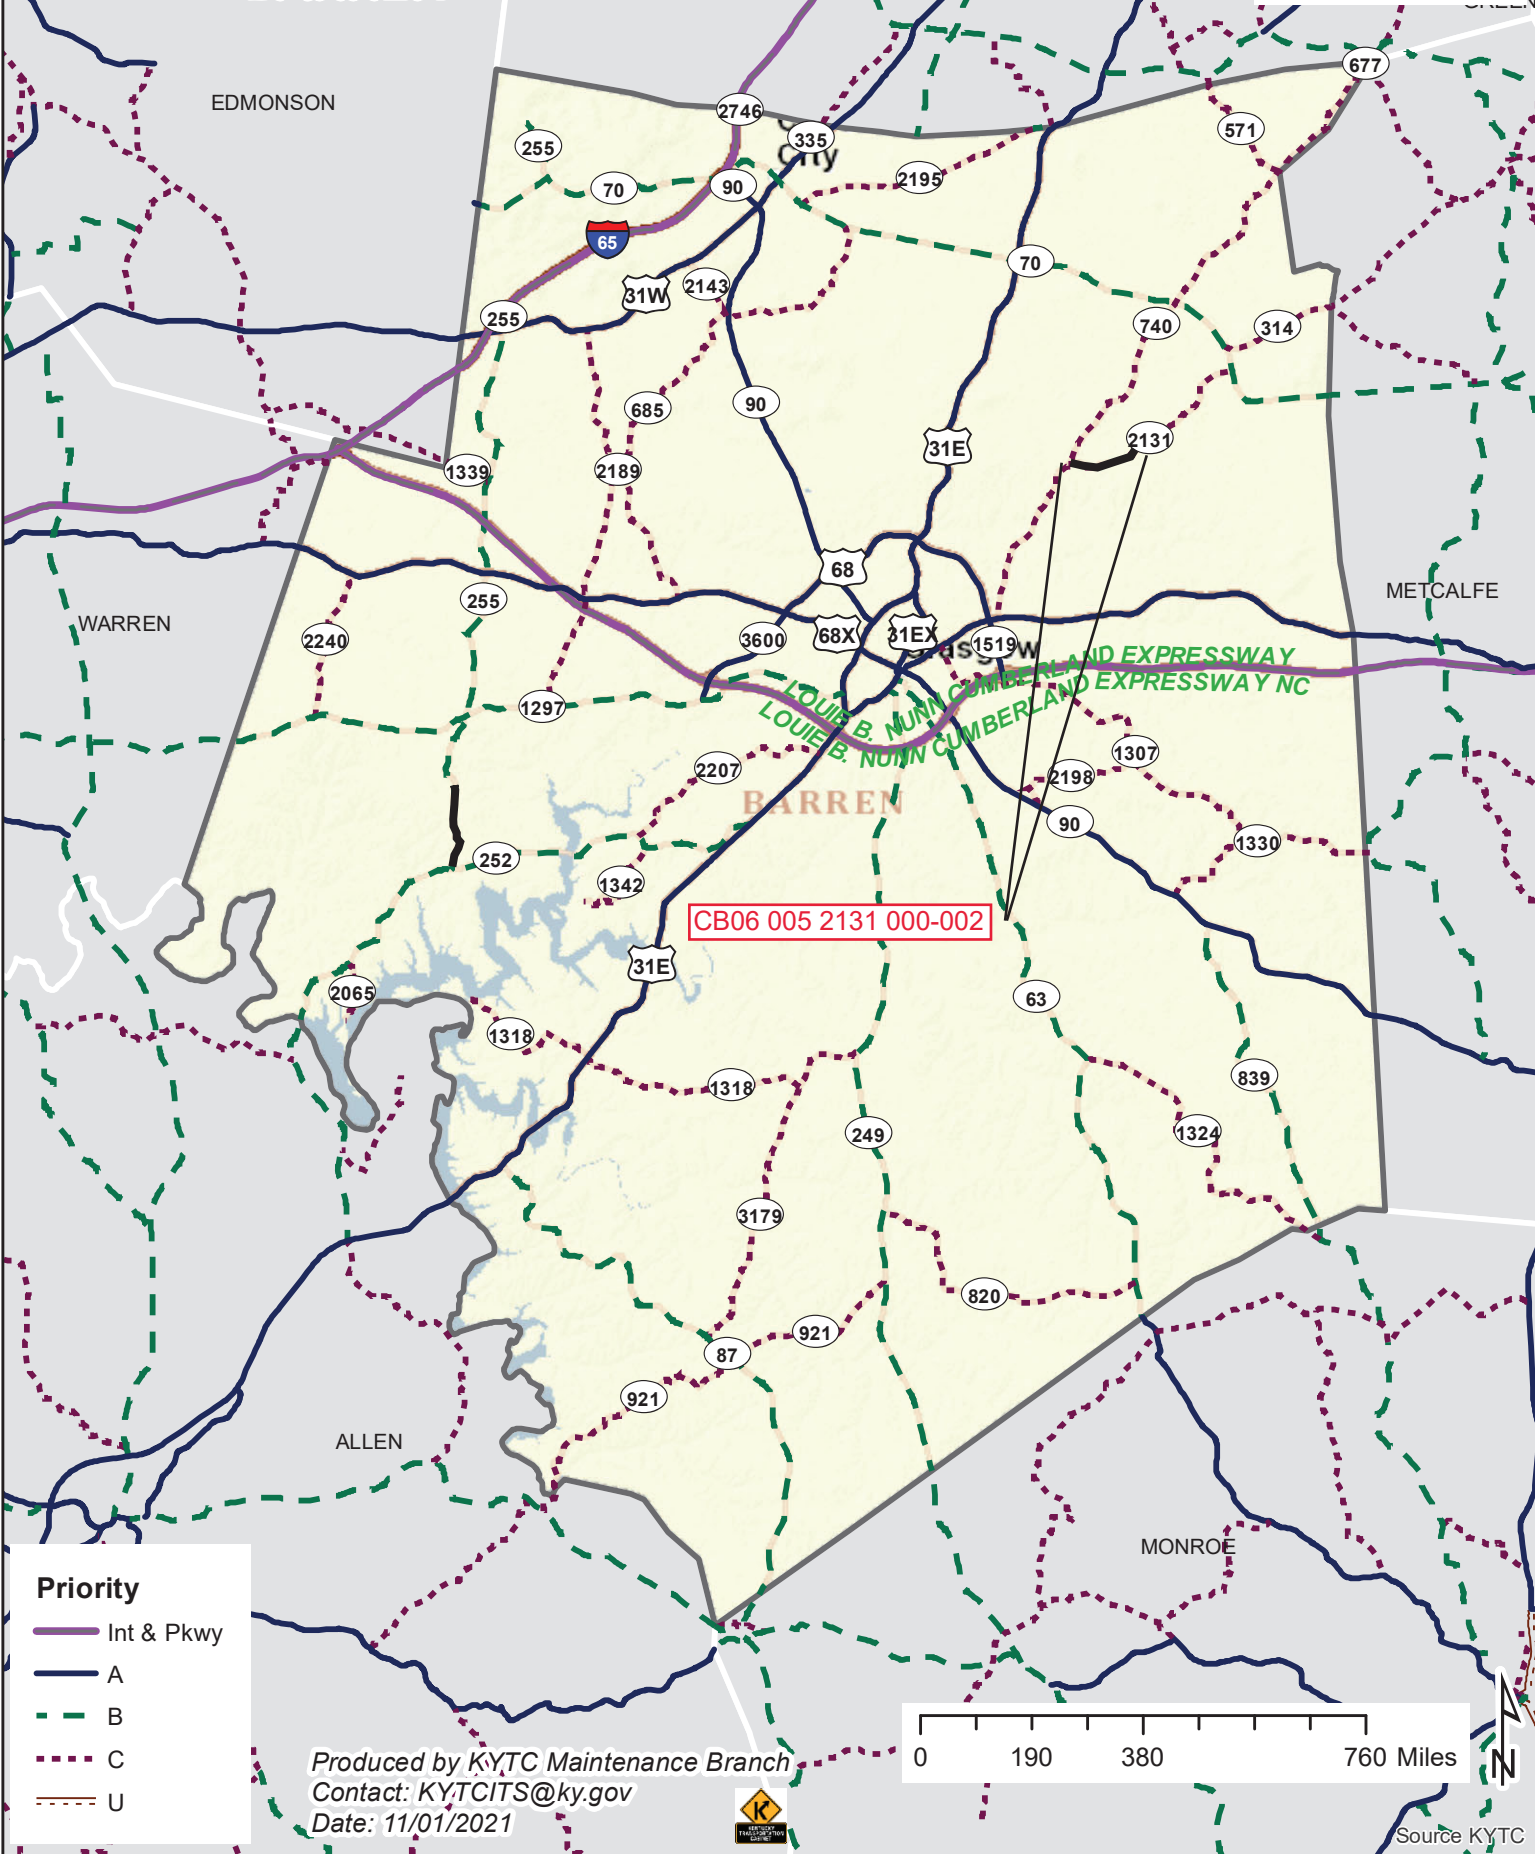 EDMONSON
677
2746
571
255
335
City
70
90
2195
65
70
31W
2143
255
740
314
685
90
31E
2131
1339
2189
68
METCALFE
255
WARREN
2240
3600
68X
31EX
1519
Glasgow
LOUIE B. NUNN CUMBERLAND EXPRESSWAY
LOUIE B. NUNN CUMBERLAND EXPRESSWAY NC
1297
1307
2207
2198
BARREN
90
1330
252
1342
CB06 005 2131 000-002
31E
2065
63
1318
1318
839
249
1324
3179
820
921
87
921
ALLEN
MONROE
Priority
Int & Pkwy
A
B
C
U
Produced by KYTC Maintenance Branch
Contact: KYTCITS@ky.gov
Date: 11/01/2021
KENTUCKY
TRANSPORTATION
CABINET
0 190 380 760 Miles
N
Source KYTC